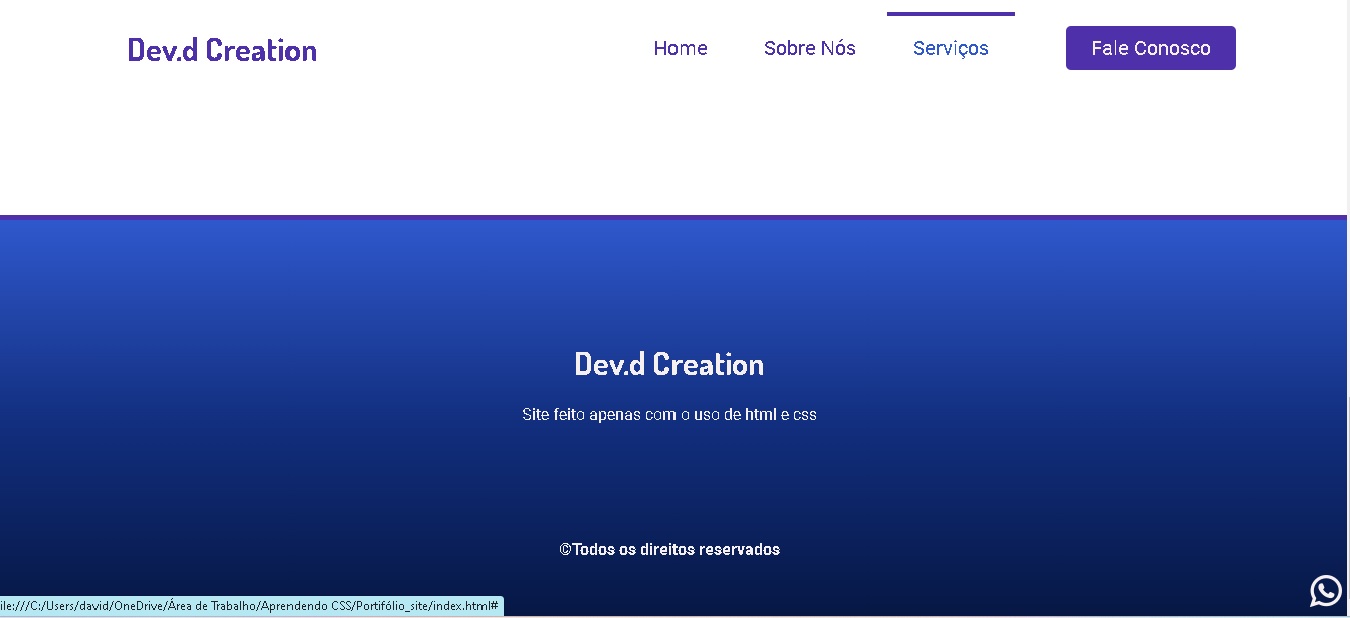 Dev.d Creation
Home Sobre Nós Serviços Fale Conosco
Dev.d Creation
Site feito apenas com o uso de html e css
©Todos os direitos reservados
ile:///C:/Users/david/OneDrive/Área de Trabalho/Aprendendo CSS/Portifólio_site/index.html#